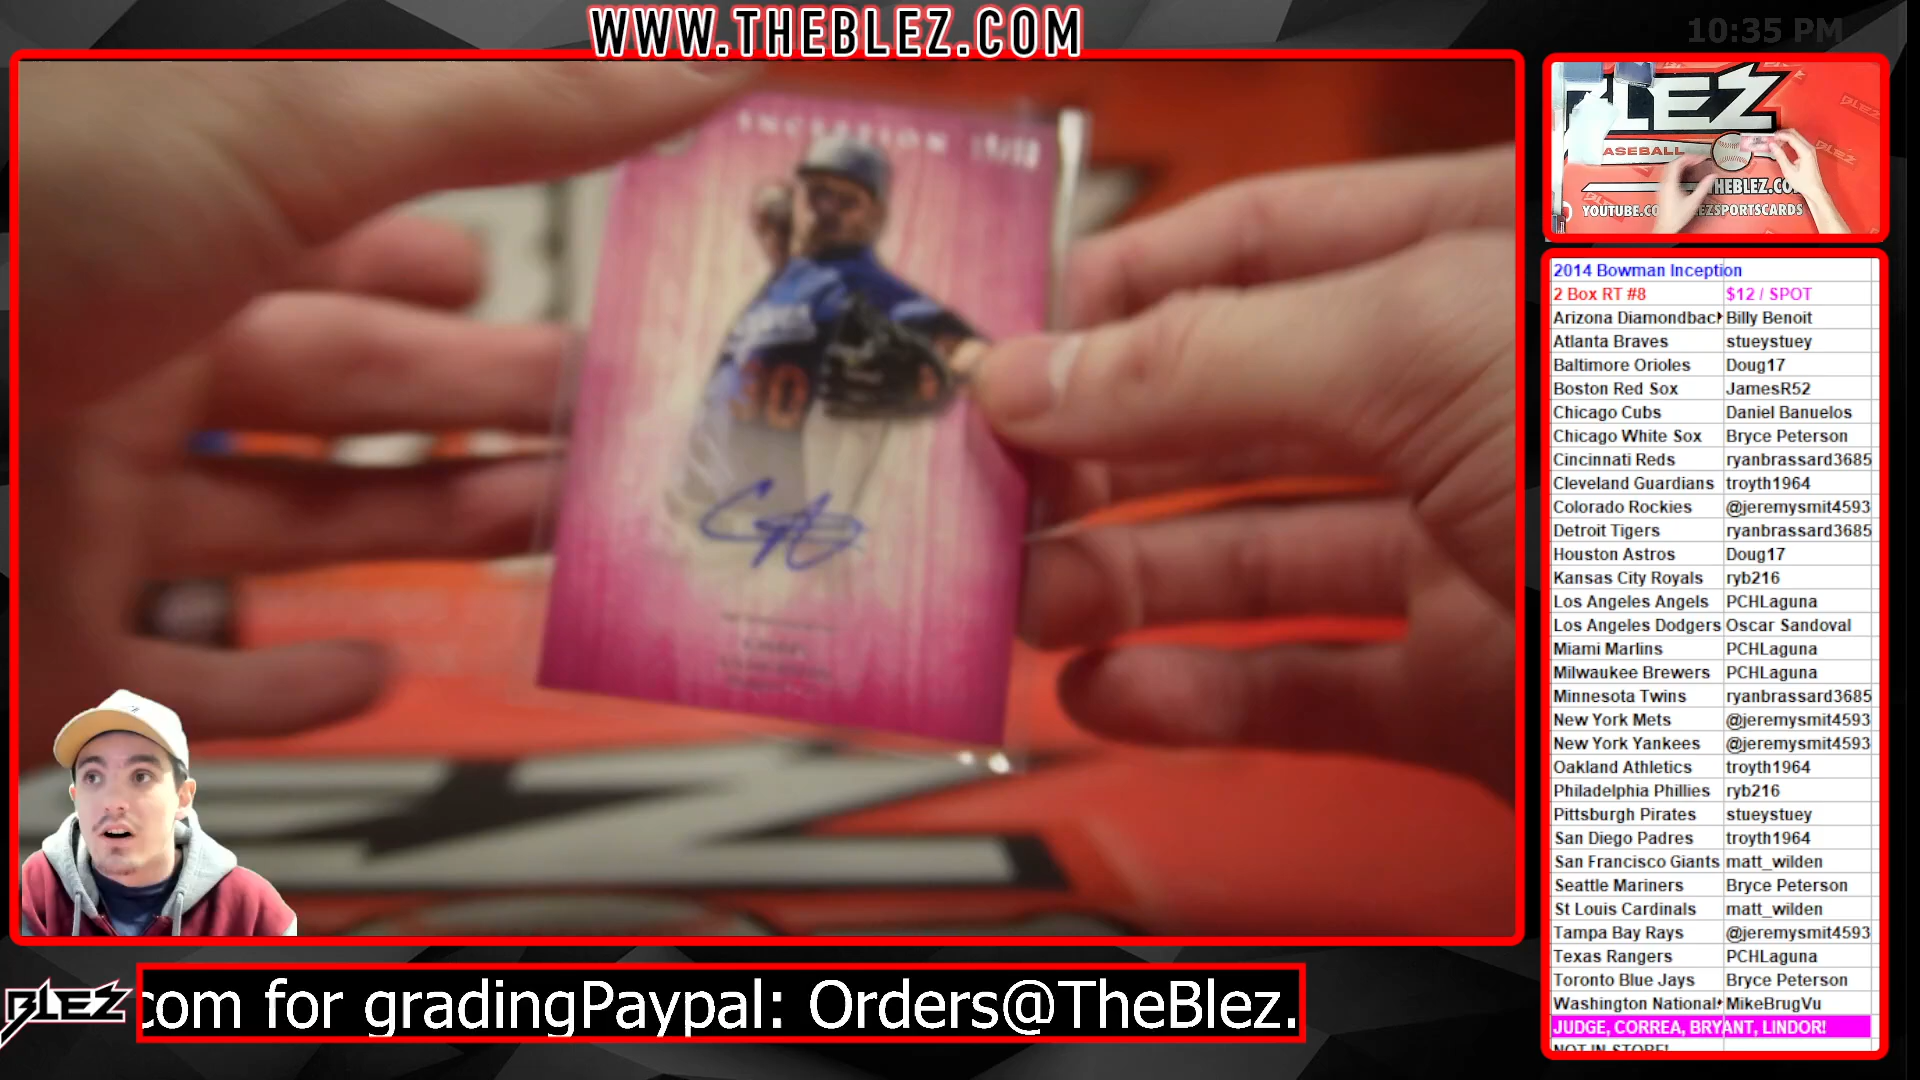 WWW.THEBLEZ.COM
10:35 PM
INCEPTION
30
BLEZ
BASEBALL
THEBLEZ.CO
YOUTUBE.CO
EZSPORTSCARDS
2014 Bowman Inception
2 Box RT #8 $12 / SPOT
Arizona Diamondback Billy Benoit
Atlanta Braves stueystuey
Baltimore Orioles Doug17
Boston Red Sox JamesR52
Chicago Cubs Daniel Banuelos
Chicago White Sox Bryce Peterson
Cincinnati Reds ryanbrassard3685
Cleveland Guardians troyth1964
Colorado Rockies @jeremysmit4593
Detroit Tigers ryanbrassard3685
Houston Astros Doug17
Kansas City Royals ryb216
Los Angeles Angels PCHLaguna
Los Angeles Dodgers Oscar Sandoval
Miami Marlins PCHLaguna
Milwaukee Brewers PCHLaguna
Minnesota Twins ryanbrassard3685
New York Mets @jeremysmit4593
New York Yankees @jeremysmit4593
Oakland Athletics troyth1964
Philadelphia Phillies ryb216
Pittsburgh Pirates stueystuey
San Diego Padres troyth1964
San Francisco Giants matt_wilden
Seattle Mariners Bryce Peterson
St Louis Cardinals matt_wilden
Tampa Bay Rays @jeremysmit4593
Texas Rangers PCHLaguna
Toronto Blue Jays Bryce Peterson
Washington National MikeBrugVu
JUDGE, CORREA, BRYANT, LINDOR!
NOT IN STORE!
BLEZ
com for gradingPaypal: Orders@TheBlez.